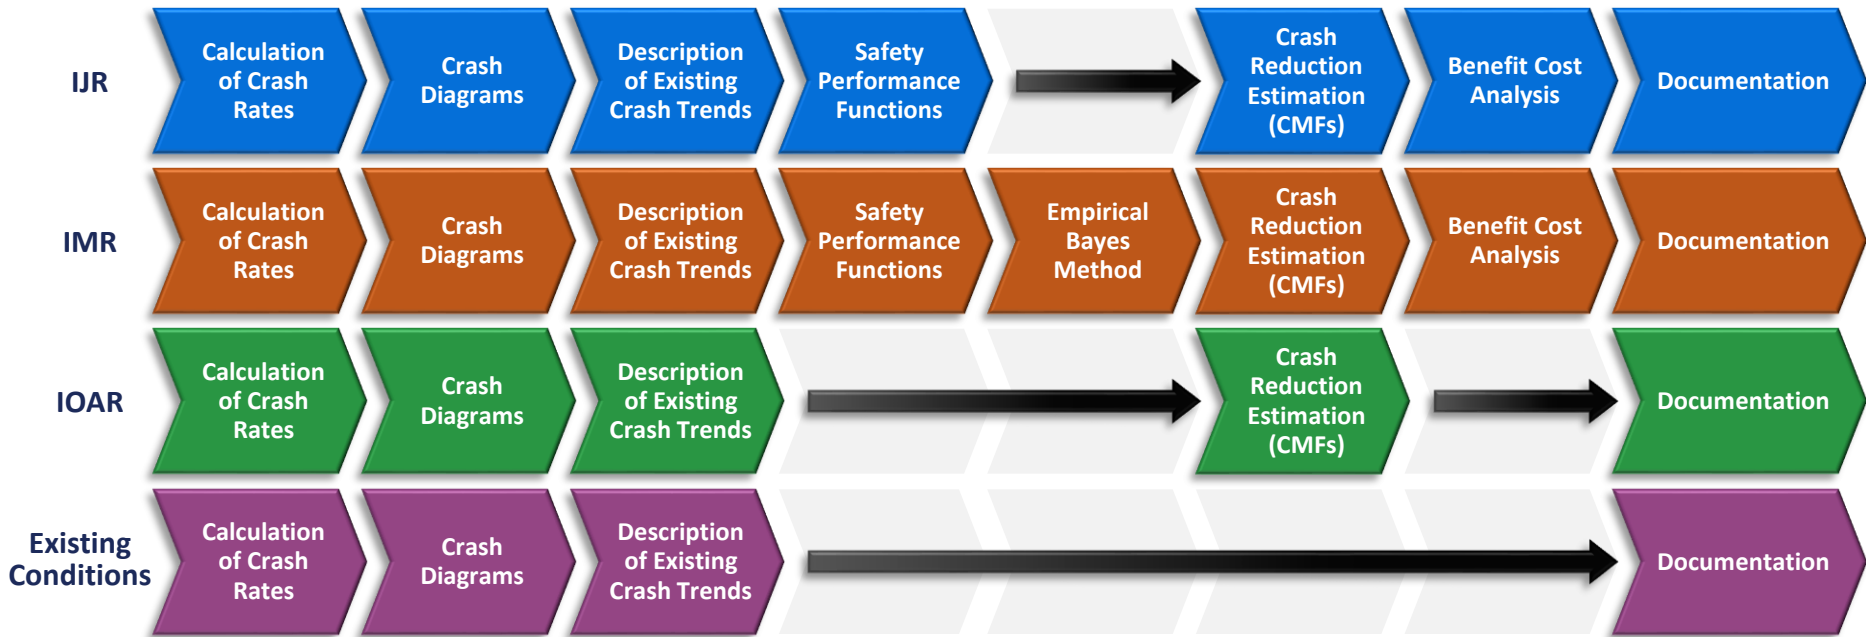 IJR
Calculation
of Crash
Rates
Crash
Diagrams
Description
of Existing
Crash Trends
Safety
Performance
Functions
Crash
Reduction
Estimation
(CMFs)
Benefit Cost
Analysis
Documentation
IMR
Calculation
of Crash
Rates
Crash
Diagrams
Description
of Existing
Crash Trends
Safety
Performance
Functions
Empirical
Bayes
Method
Crash
Reduction
Estimation
(CMFs)
Benefit Cost
Analysis
Documentation
IOAR
Calculation
of Crash
Rates
Crash
Diagrams
Description
of Existing
Crash Trends
Crash
Reduction
Estimation
(CMFs)
Documentation
Existing
Conditions
Calculation
of Crash
Rates
Crash
Diagrams
Description
of Existing
Crash Trends
Documentation